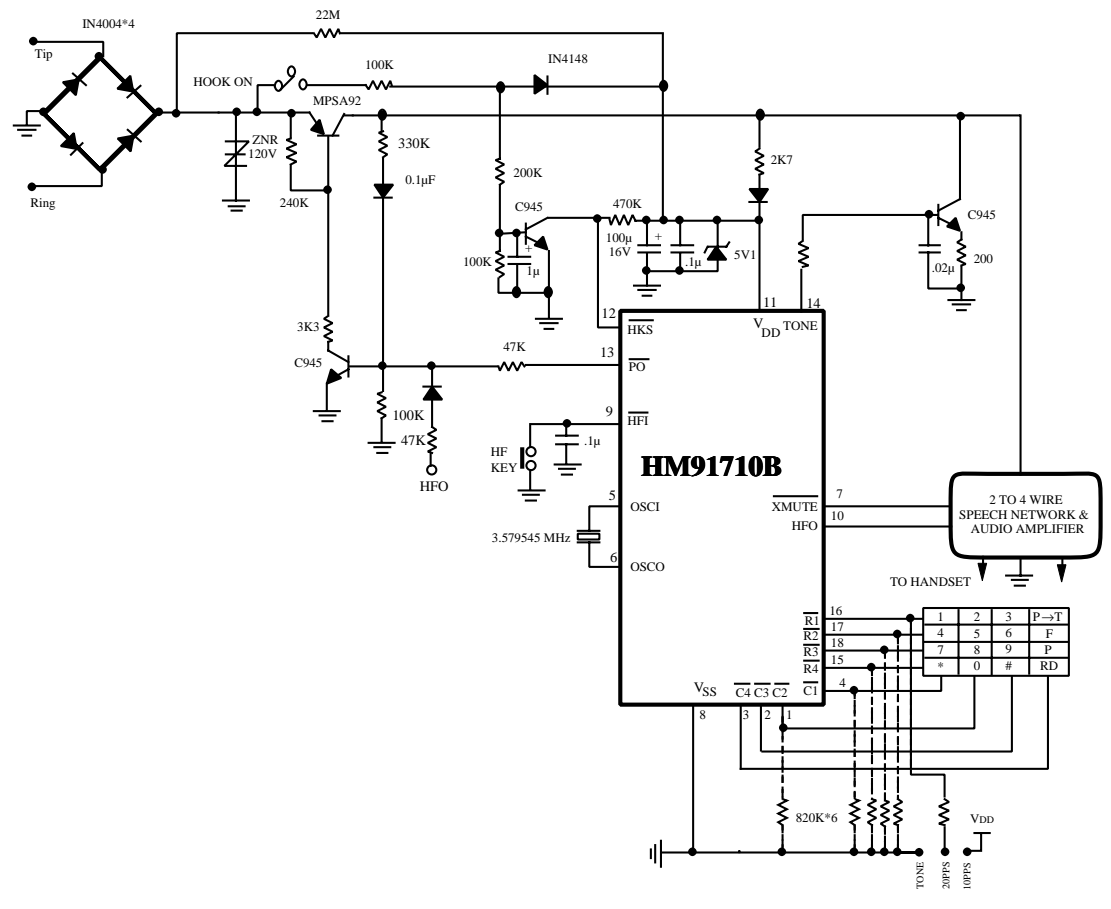 22M
IN4004*4
Tip
IN4148
100K
HOOK ON
MPSA92
ZNR
120V
330K
2K7
0.1µF
200K
240K
Ring
C945
470K
C945
100µ
16V
+
+
100K
1µ
.1µ
5V1
.02µ
200
11
14
12
VDD
TONE
HKS
3K3
C945
47K
13
PO
9
HFI
100K
47K
HF
KEY
.1µ
HFO
HM91710B
5
OSCI
XMUTE
7
HFO
10
2 TO 4 WIRE
SPEECH NETWORK &
AUDIO AMPLIFIER
3.579545 MHz
6
OSCO
TO HANDSET
R1
16
R2
17
R3
18
R4
15
C1
4
1 2 3 P→T
4 5 6 F
7 8 9 P
* 0 # RD
VSS
C4 C3 C2
8
3
2
1
820K*6
VDD
TONE
20PPS
10PPS